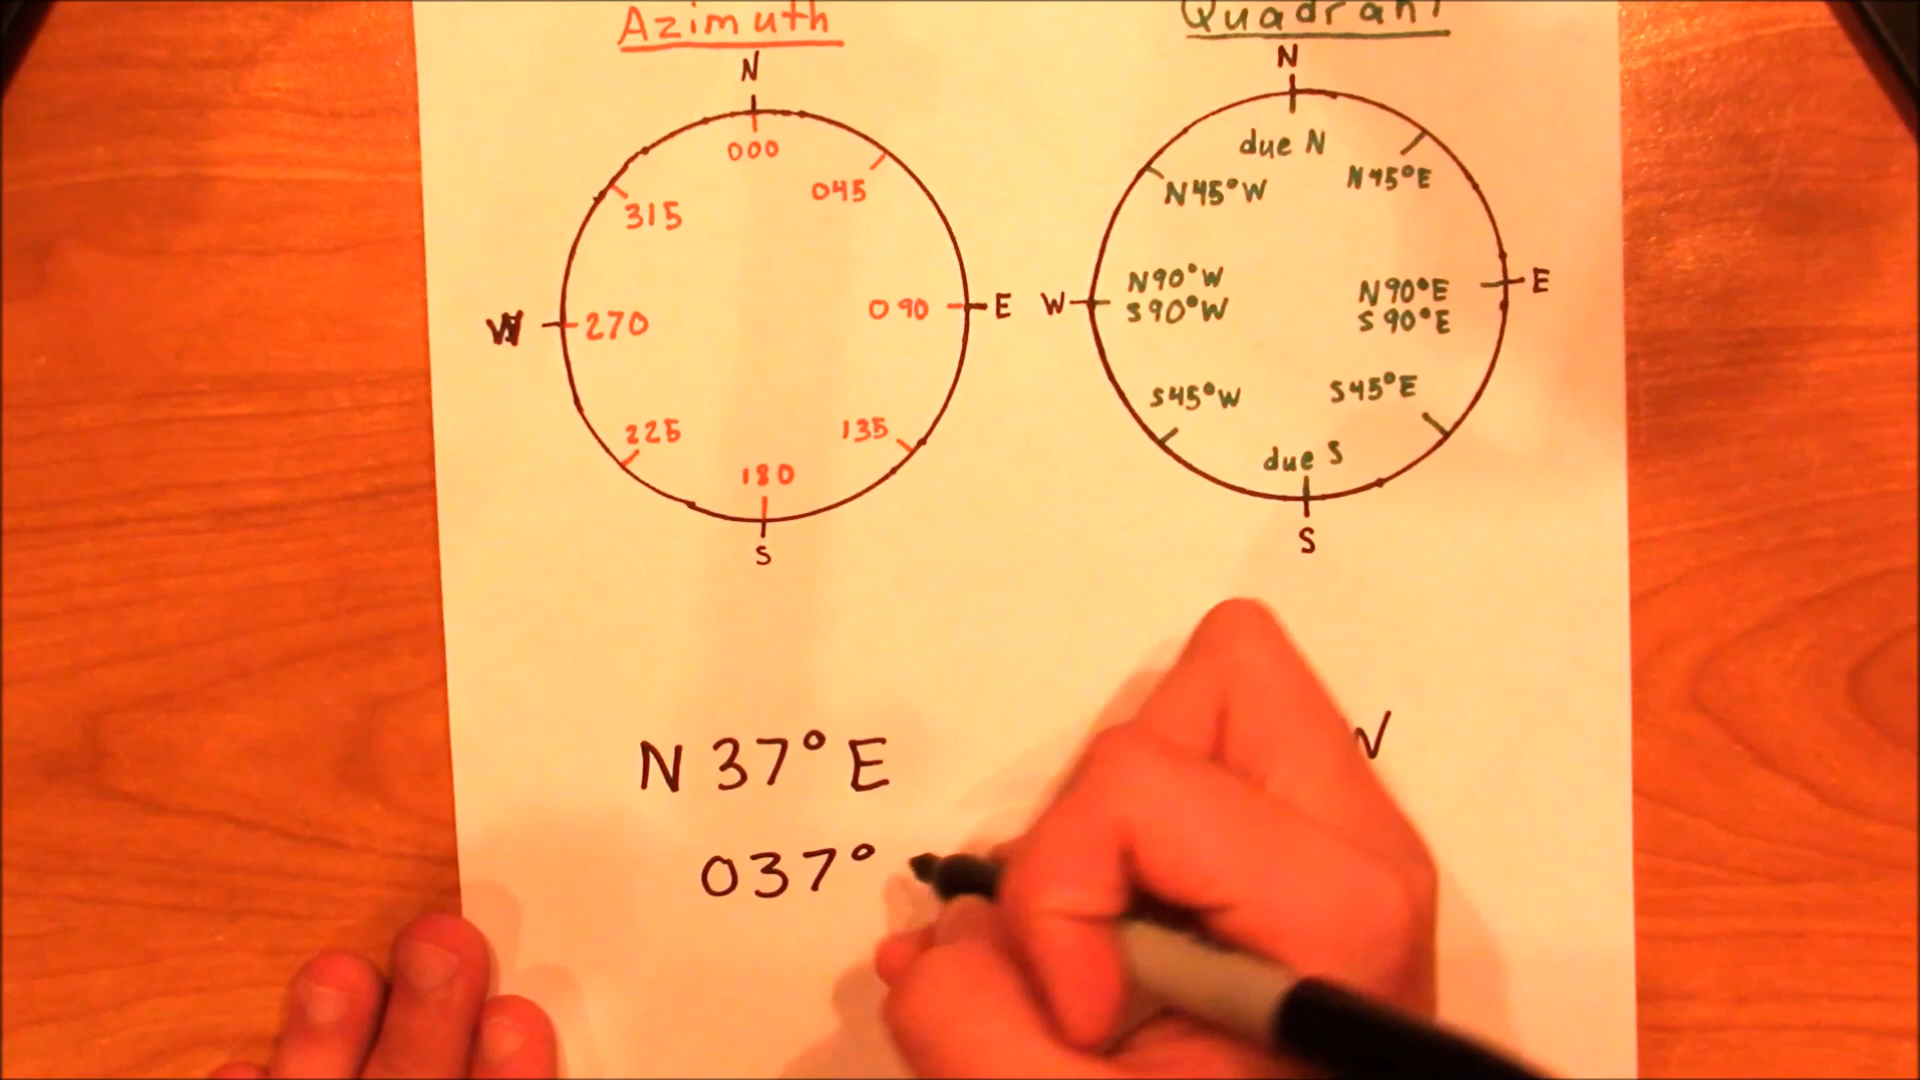 Azimuth
N
000
045
090
E
135
180
S
225
270
W
315
Quadrant
N
due N
N45°E
N90°E
S90°E
E
S45°E
due S
S
S45°W
N90°W
S90°W
W
N45°W
N 37° E
037°